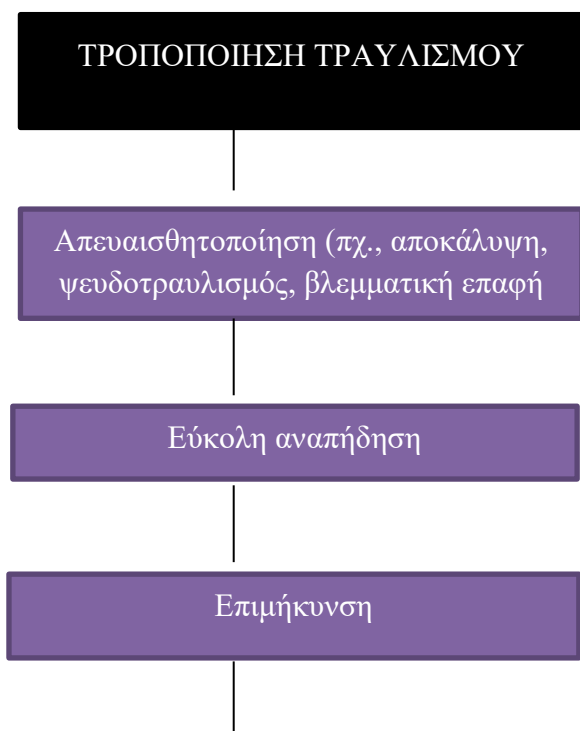 ΤΡΟΠΟΠΟΙΗΣΗ ΤΡΑΥΛΙΣΜΟΥ
Απευαισθητοποίηση (πχ., αποκάλυψη,
ψευδοτραυλισμός, βλεμματική επαφή
Εύκολη αναπήδηση
Επιμήκυνση